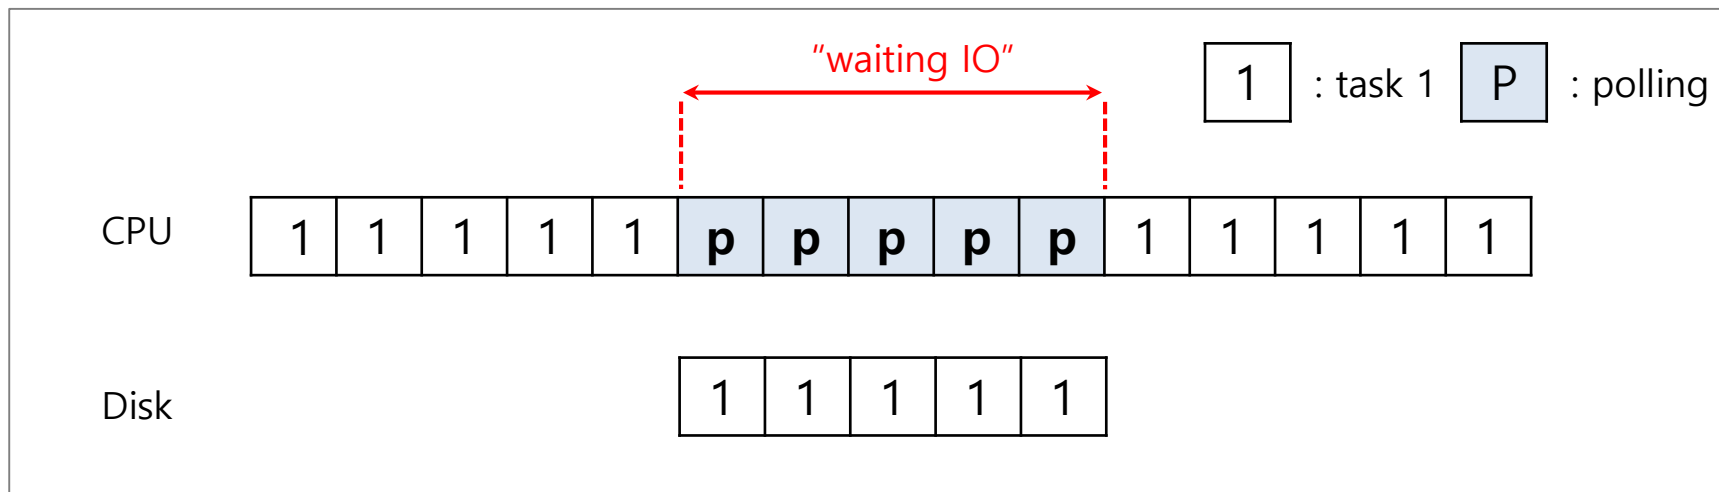 "waiting IO"
1 : task 1 P : polling
CPU 1 1 1 1 1 p p p p p 1 1 1 1 1
Disk 1 1 1 1 1